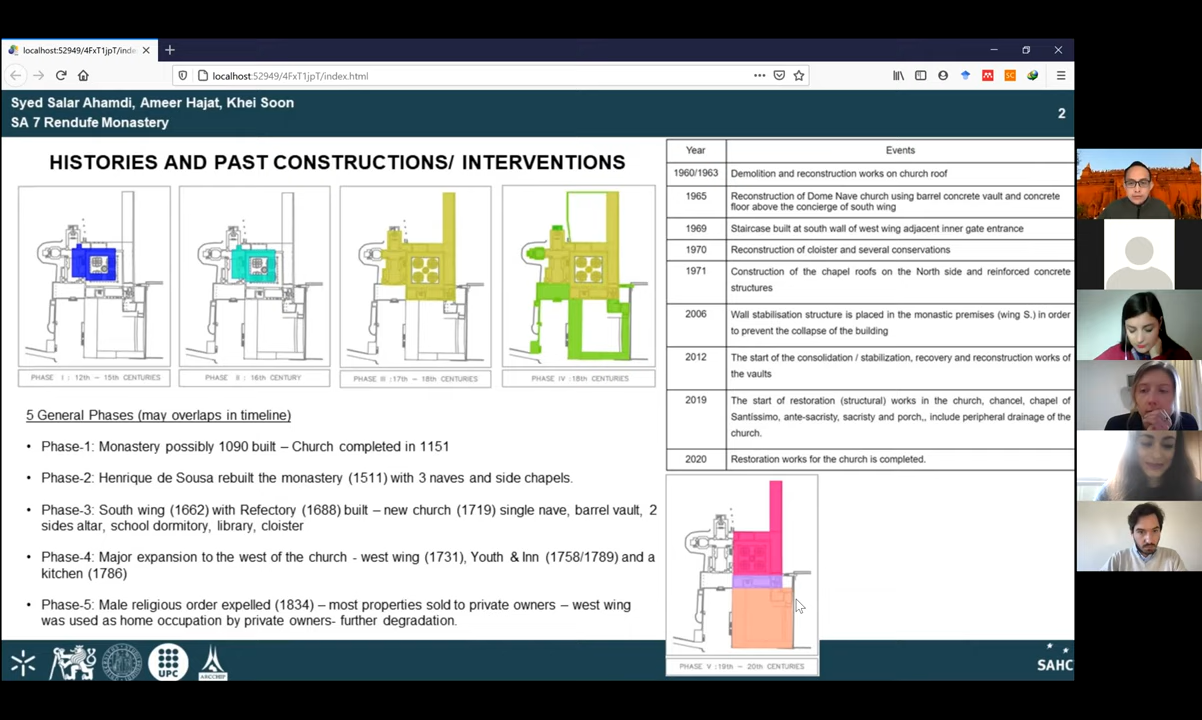 localhost:52949/4FxT1jpT/inde
localhost:52949/4FxT1jpT/index.html
Syed Salar Ahamdi, Ameer Hajat, Khei Soon
SA 7 Rendufe Monastery
2
HISTORIES AND PAST CONSTRUCTIONS/ INTERVENTIONS
PHASE I : 12th – 15th CENTURIES
PHASE II : 16th CENTURY
PHASE III :17th – 18th CENTURIES
PHASE IV :18th CENTURIES
5 General Phases (may overlaps in timeline)
• Phase-1: Monastery possibly 1090 built – Church completed in 1151
• Phase-2: Henrique de Sousa rebuilt the monastery (1511) with 3 naves and side chapels.
• Phase-3: South wing (1662) with Refectory (1688) built – new church (1719) single nave, barrel vault, 2
sides altar, school dormitory, library, cloister
• Phase-4: Major expansion to the west of the church - west wing (1731), Youth & Inn (1758/1789) and a
kitchen (1786)
• Phase-5: Male religious order expelled (1834) – most properties sold to private owners – west wing
was used as home occupation by private owners- further degradation.
Year Events
1960/1963 Demolition and reconstruction works on church roof
1965 Reconstruction of Dome Nave church using barrel concrete vault and concrete
floor above the concierge of south wing
1969 Staircase built at south wall of west wing adjacent inner gate entrance
1970 Reconstruction of cloister and several conservations
1971 Construction of the chapel roofs on the North side and reinforced concrete
structures
2006 Wall stabilisation structure is placed in the monastic premises (wing S.) in order
to prevent the collapse of the building
2012 The start of the consolidation / stabilization, recovery and reconstruction works of
the vaults
2019 The start of restoration (structural) works in the church, chancel, chapel of
Santíssimo, ante-sacristy, sacristy and porch,, include peripheral drainage of the
church.
2020 Restoration works for the church is completed.
PHASE V :19th – 20th CENTURIES
UPC
SAHC